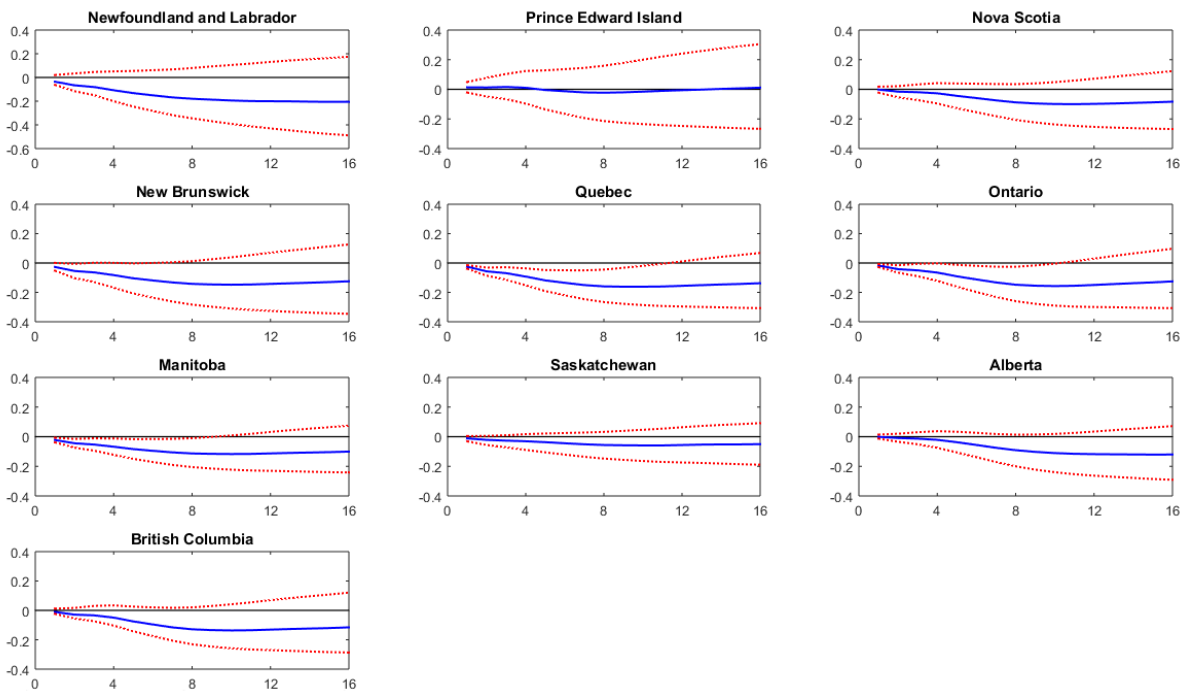 Newfoundland and Labrador
0.4
0.2
0
-0.2
-0.4
-0.6
0 4 8 12 16
Prince Edward Island
0.4
0.2
0
-0.2
-0.4
0 4 8 12 16
Nova Scotia
0.4
0.2
0
-0.2
-0.4
0 4 8 12 16
New Brunswick
0.4
0.2
0
-0.2
-0.4
0 4 8 12 16
Quebec
0.4
0.2
0
-0.2
-0.4
0 4 8 12 16
Ontario
0.4
0.2
0
-0.2
-0.4
0 4 8 12 16
Manitoba
0.4
0.2
0
-0.2
-0.4
0 4 8 12 16
Saskatchewan
0.4
0.2
0
-0.2
-0.4
0 4 8 12 16
Alberta
0.4
0.2
0
-0.2
-0.4
0 4 8 12 16
British Columbia
0.4
0.2
0
-0.2
-0.4
0 4 8 12 16